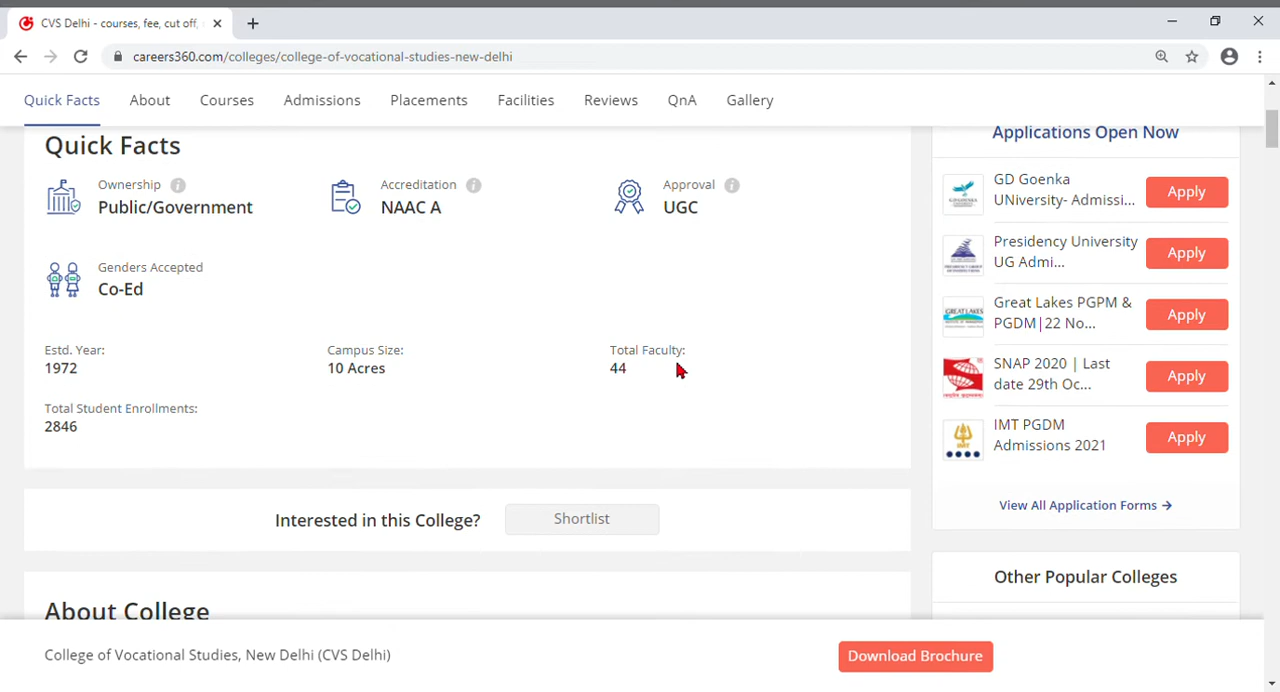 CVS Delhi - courses, fee, cut off,
careers360.com/colleges/college-of-vocational-studies-new-delhi
Quick Facts About Courses Admissions Placements Facilities Reviews QnA Gallery
Quick Facts
Ownership
Public/Government
Accreditation
NAAC A
Approval
UGC
Genders Accepted
Co-Ed
Estd. Year:
1972
Campus Size:
10 Acres
Total Faculty:
44
Total Student Enrollments:
2846
Interested in this College? Shortlist
About College
Applications Open Now
GD Goenka
UNiversity- Admissi...
Apply
Presidency University
UG Admi...
Apply
Great Lakes PGPM &
PGDM|22 No...
Apply
SNAP 2020 | Last
date 29th Oc...
Apply
IMT PGDM
Admissions 2021
Apply
View All Application Forms →
Other Popular Colleges
College of Vocational Studies, New Delhi (CVS Delhi)
Download Brochure